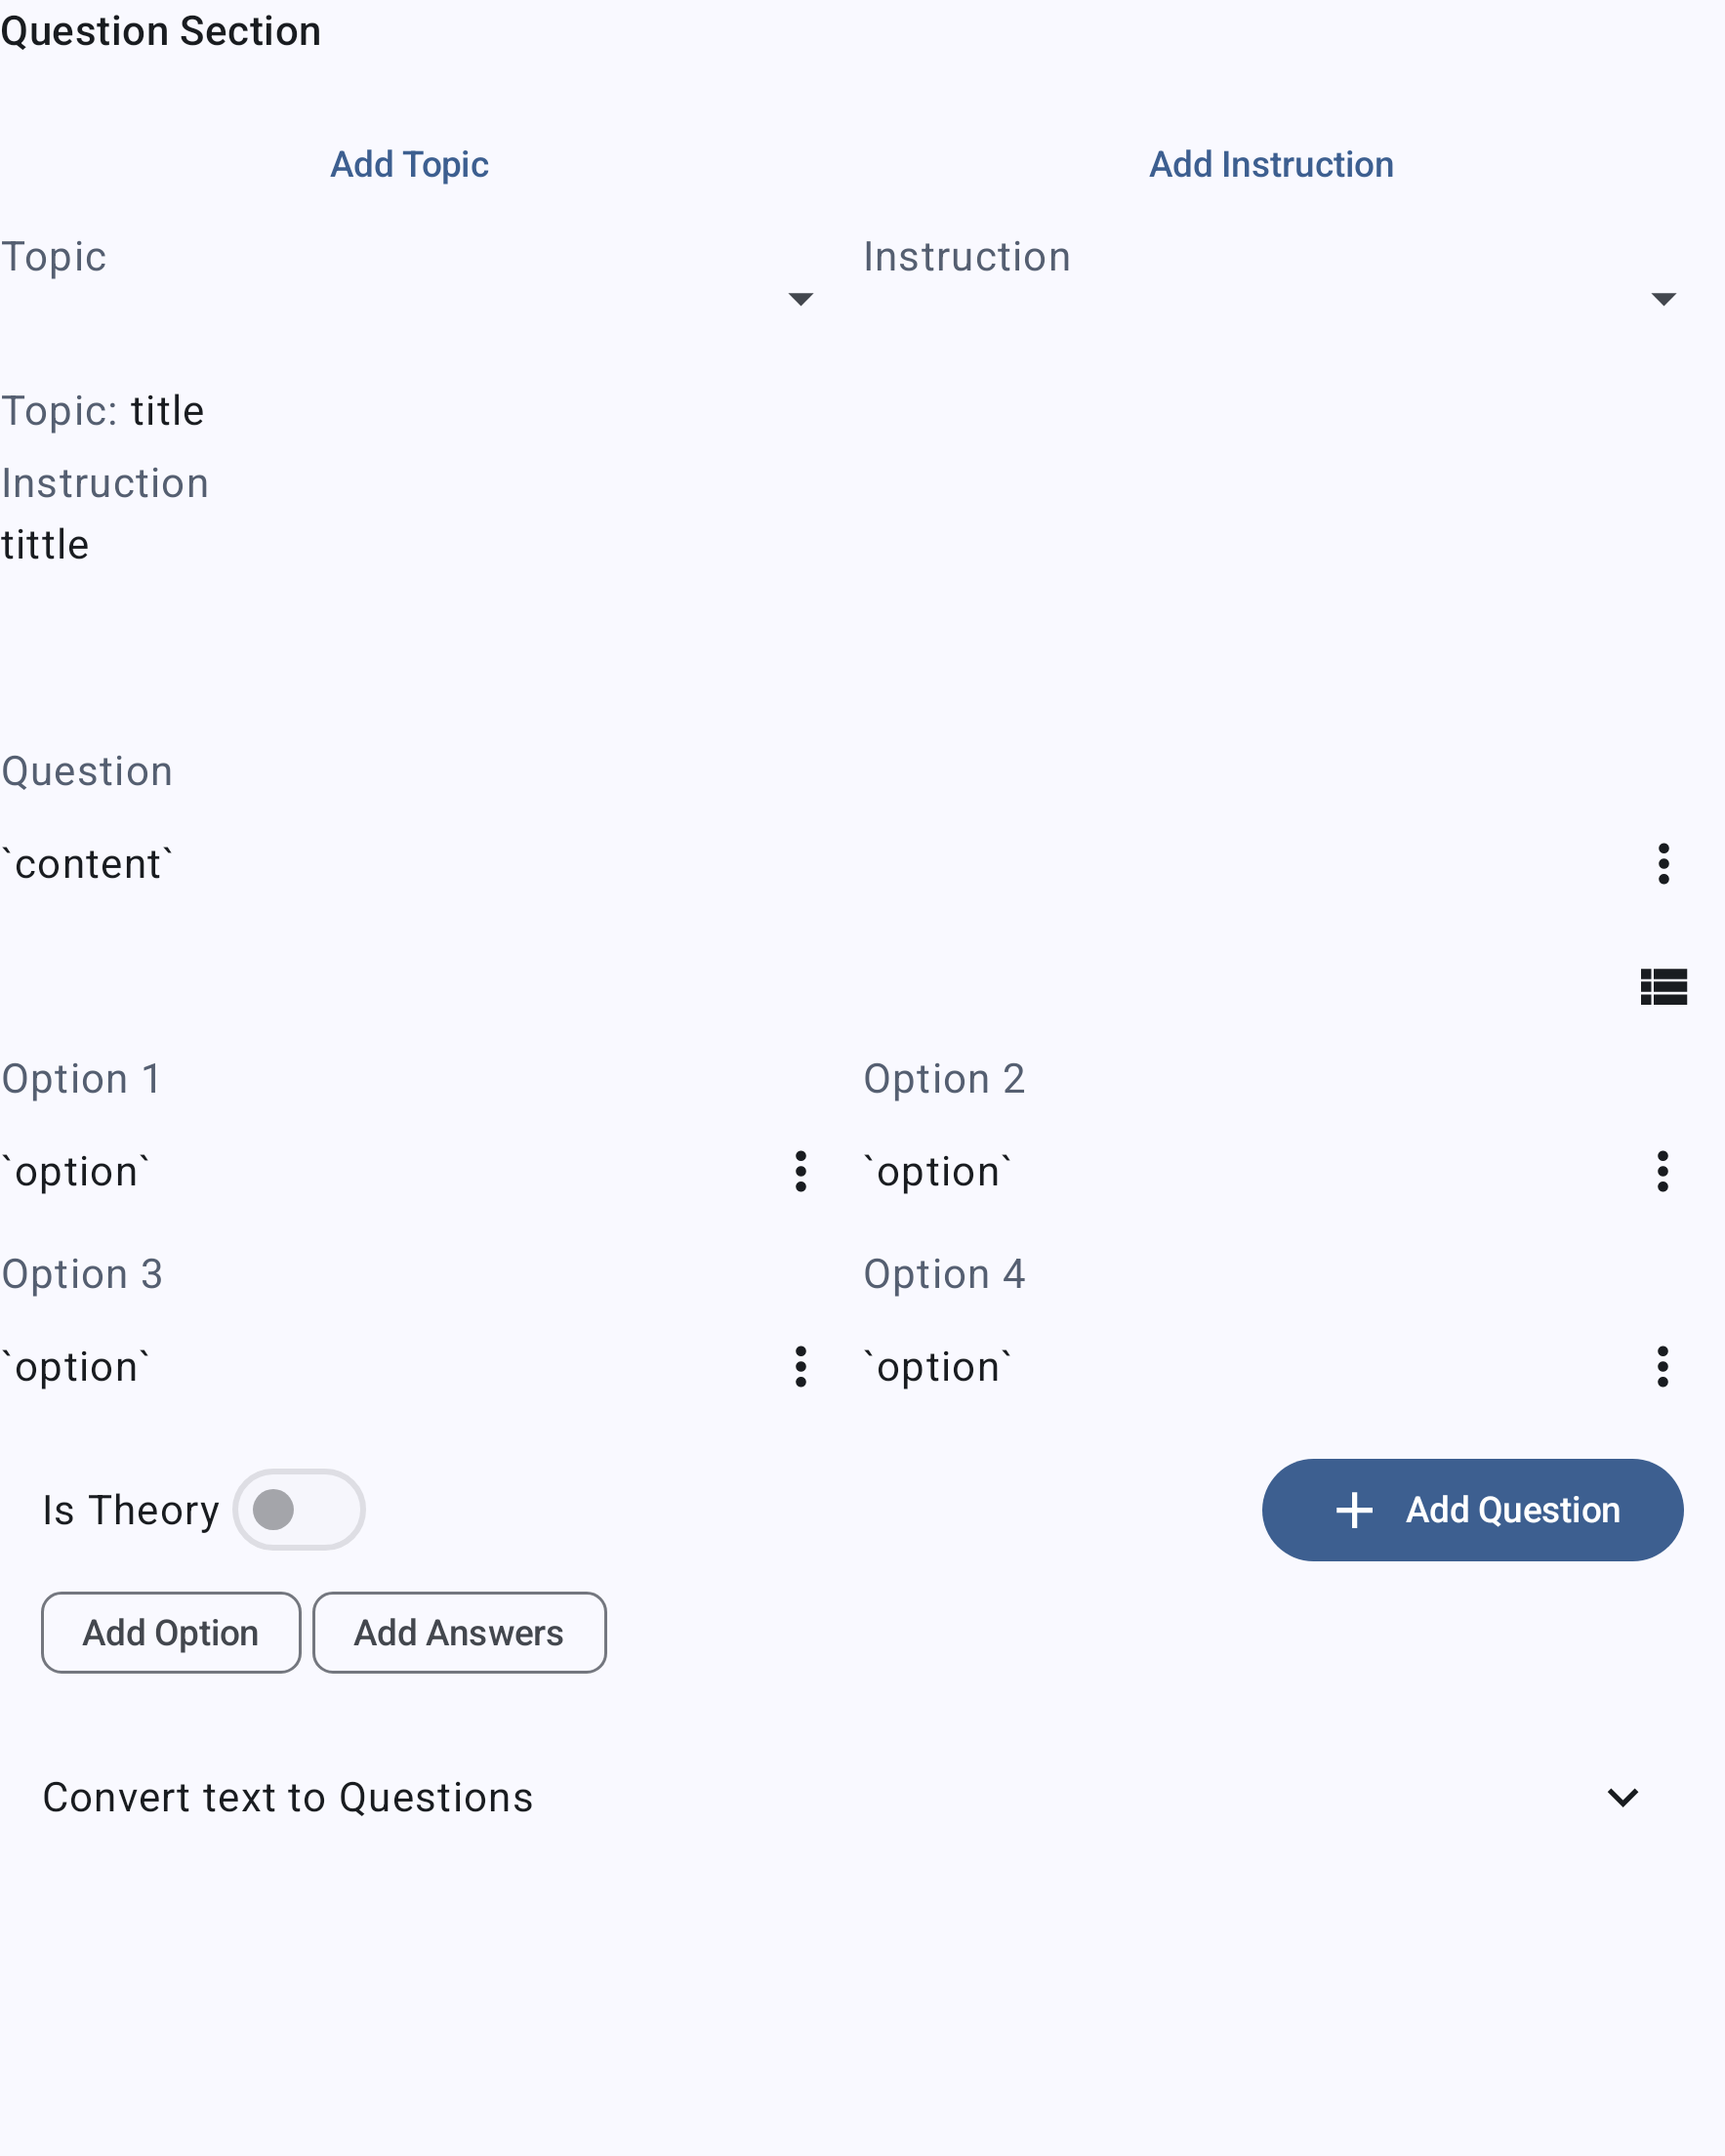 Question Section
Add Topic
Add Instruction
Topic
Instruction
Topic: title
Instruction
tittle
Question
`content`
Option 1
Option 2
`option`
`option`
Option 3
Option 4
`option`
`option`
Is Theory
Add Question
Add Option
Add Answers
Convert text to Questions